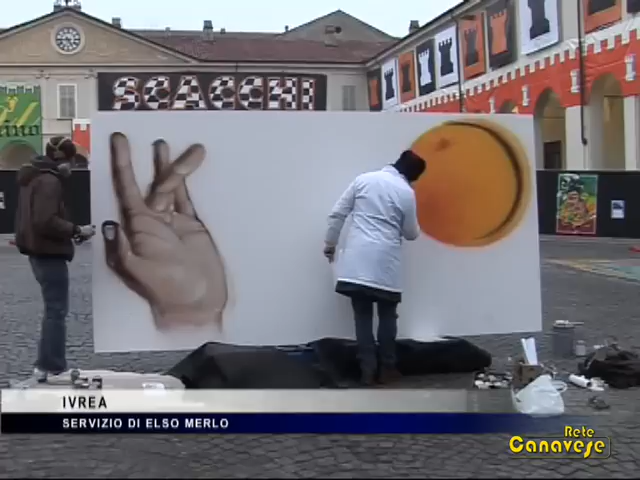 SCACCHI
IVREA
SERVIZIO DI ELSO MERLO
Rete
Canavese